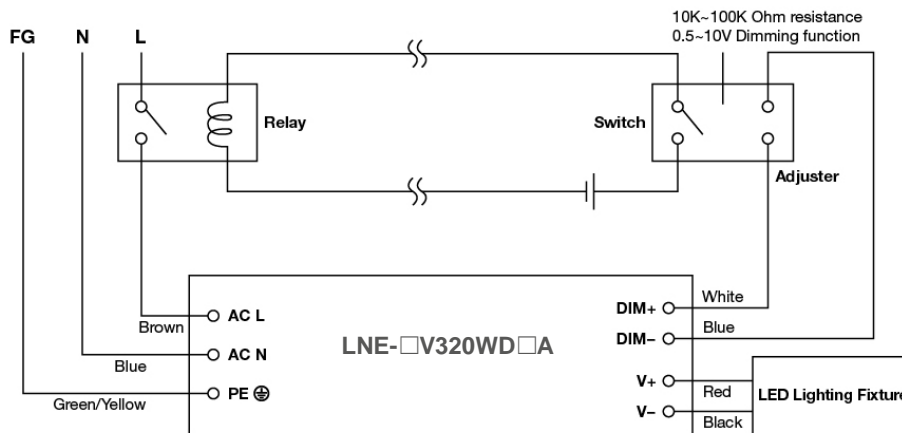 10K~100K Ohm resistance
0.5~10V Dimming function
FG N L
Relay
Switch
Adjuster
Brown
AC L
Blue
AC N
Green/Yellow
PE
LNE-□V320WD□A
DIM+
White
DIM−
Blue
V+
Red
V−
Black
LED Lighting Fixture